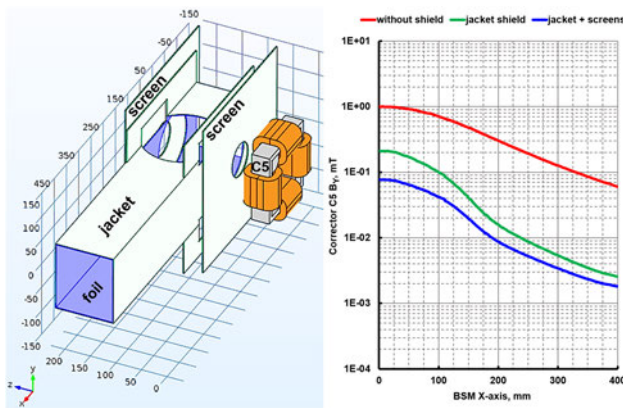 -150
-50
50
150
250
350
450
screen
screen
C5
jacket
foil
50
0
-50
-100
-150
200
150
100
50
0
y
z
x
without shield jacket shield jacket + screens
1E+01
1E+00
1E-01
1E-02
1E-03
1E-04
Corrector C5 BY, mT
0 100 200 300 400
BSM X-axis, mm